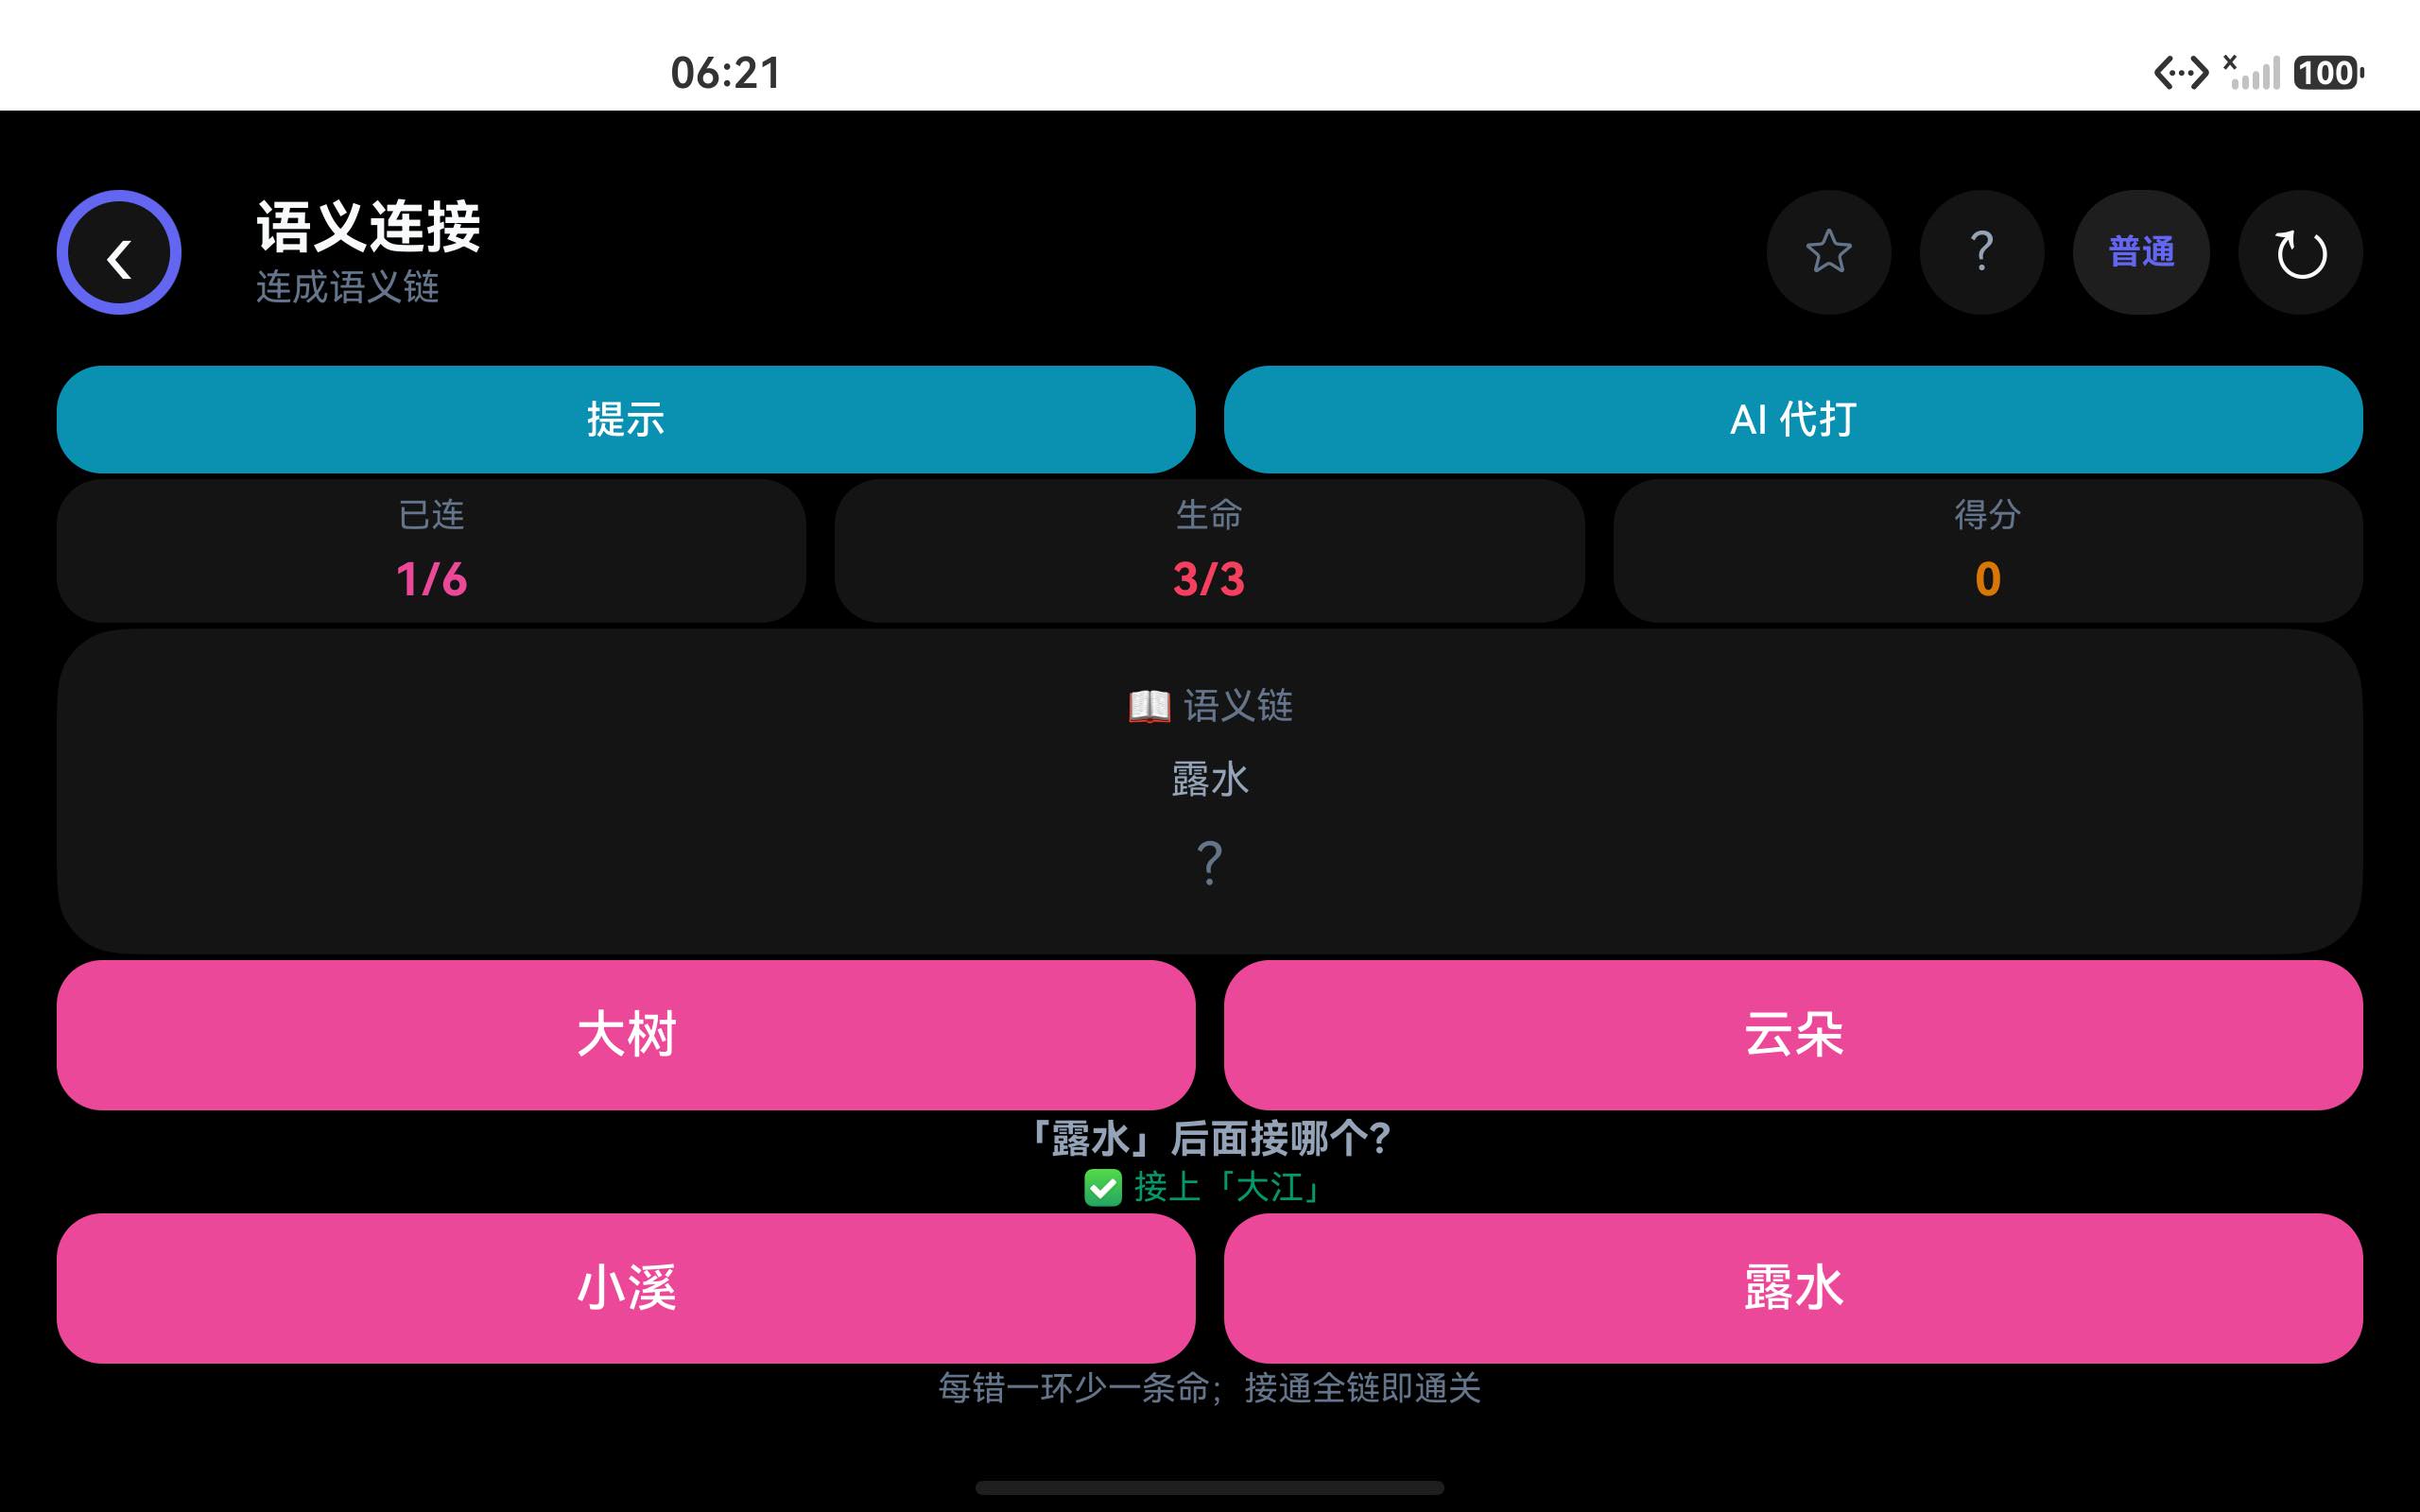 06:21
100
语义连接
连成语义链
?
普通
提示
AI 代打
已连
1/6
生命
3/3
得分
0
语义链
露水
?
大树
云朵
「露水」后面接哪个?
接上「大江」
小溪
露水
每错一环少一条命；接通全链即通关